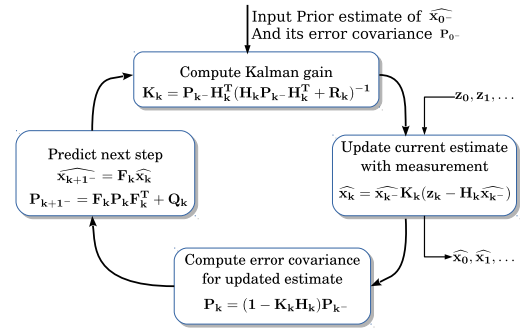 Input Prior estimate of x̂₀₋
And its error covariance P₀₋
Compute Kalman gain
Kₖ = Pₖ₋Hₖᵀ(HₖPₖ₋Hₖᵀ + Rₖ)⁻¹
z₀, z₁, ...
Update current estimate
with measurement
x̂ₖ = x̂ₖ₋Kₖ(zₖ − Hₖx̂ₖ₋)
x̂₀, x̂₁, ...
Compute error covariance
for updated estimate
Pₖ = (1 − KₖHₖ)Pₖ₋
Predict next step
x̂ₖ₊₁₋ = Fₖx̂ₖ
Pₖ₊₁₋ = FₖPₖFₖᵀ + Qₖ